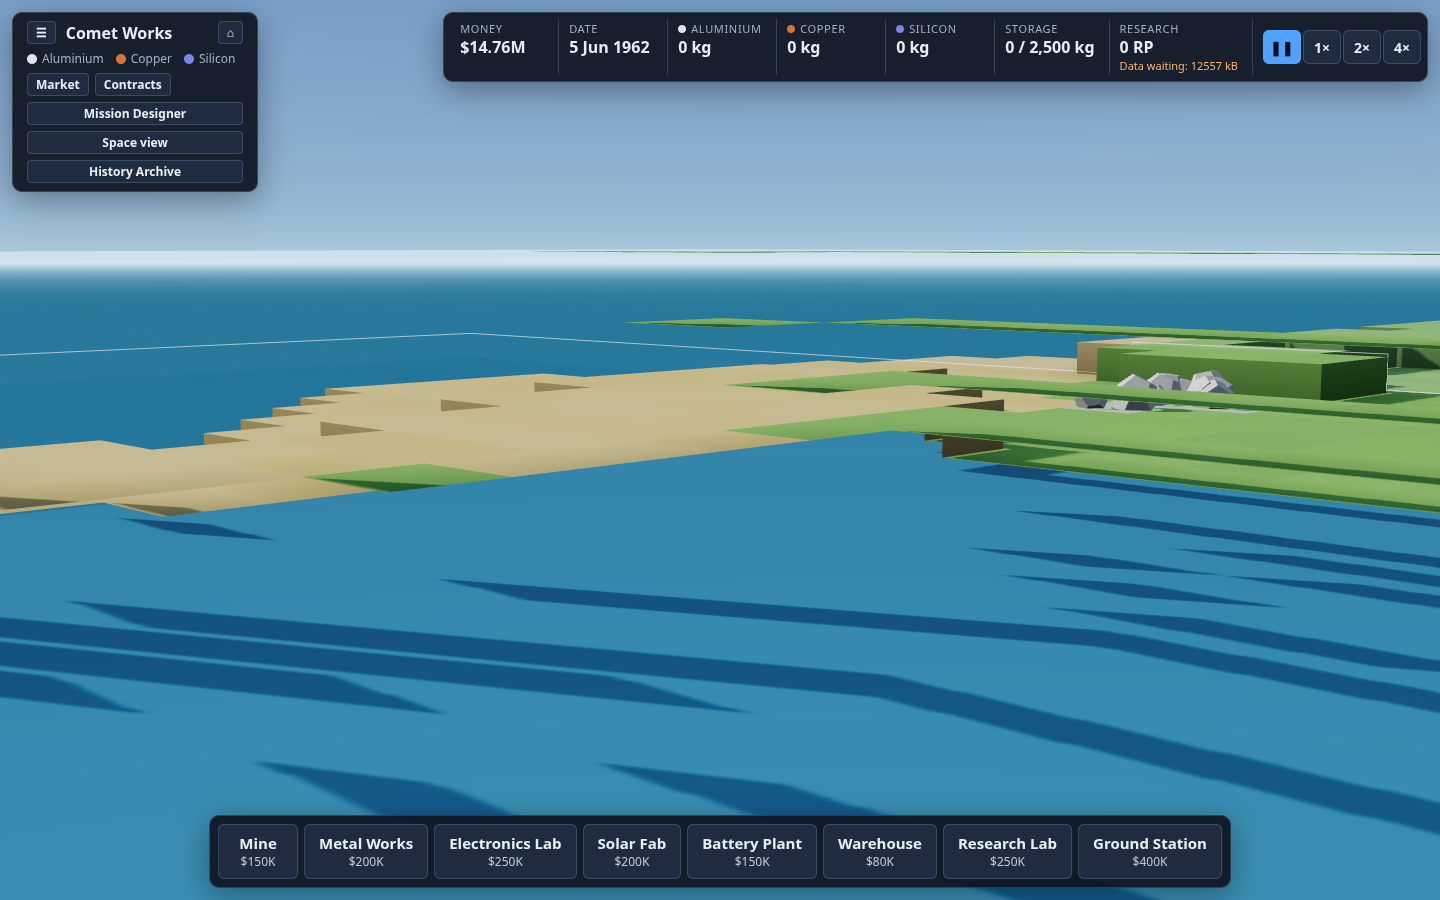 ☰ Comet Works ⌂
Aluminium Copper Silicon
Market Contracts
Mission Designer
Space view
History Archive
MONEY
$14.76M
DATE
5 Jun 1962
ALUMINIUM
0 kg
COPPER
0 kg
SILICON
0 kg
STORAGE
0 / 2,500 kg
RESEARCH
0 RP
Data waiting: 12557 kB
❚❚ 1× 2× 4×
Mine
$150K
Metal Works
$200K
Electronics Lab
$250K
Solar Fab
$200K
Battery Plant
$150K
Warehouse
$80K
Research Lab
$250K
Ground Station
$400K